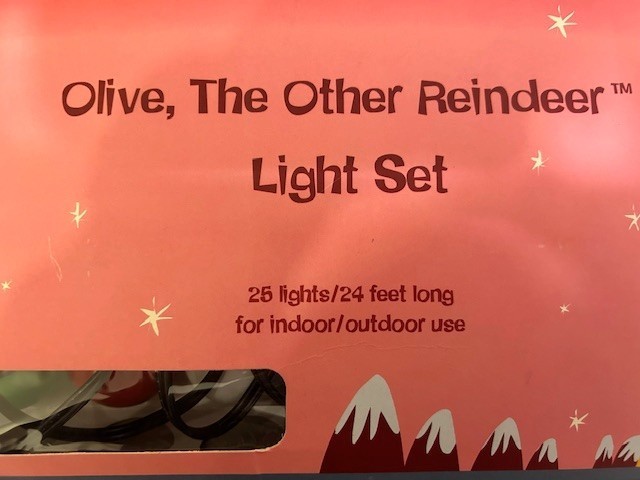 Olive, The Other Reindeer™
Light Set
25 lights/24 feet long
for indoor/outdoor use